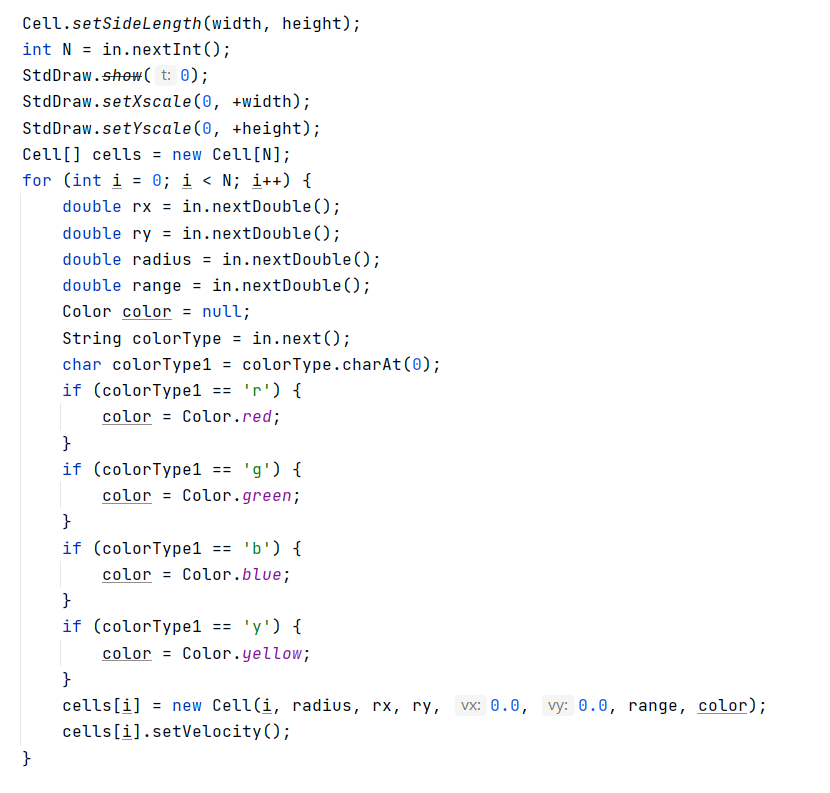 Cell.setSideLength(width, height);
int N = in.nextInt();
StdDraw.show( t: 0);
StdDraw.setXscale(0, +width);
StdDraw.setYscale(0, +height);
Cell[] cells = new Cell[N];
for (int i = 0; i < N; i++) {
    double rx = in.nextDouble();
    double ry = in.nextDouble();
    double radius = in.nextDouble();
    double range = in.nextDouble();
    Color color = null;
    String colorType = in.next();
    char colorType1 = colorType.charAt(0);
    if (colorType1 == 'r') {
        color = Color.red;
    }
    if (colorType1 == 'g') {
        color = Color.green;
    }
    if (colorType1 == 'b') {
        color = Color.blue;
    }
    if (colorType1 == 'y') {
        color = Color.yellow;
    }
    cells[i] = new Cell(i, radius, rx, ry, vx: 0.0, vy: 0.0, range, color);
    cells[i].setVelocity();
}